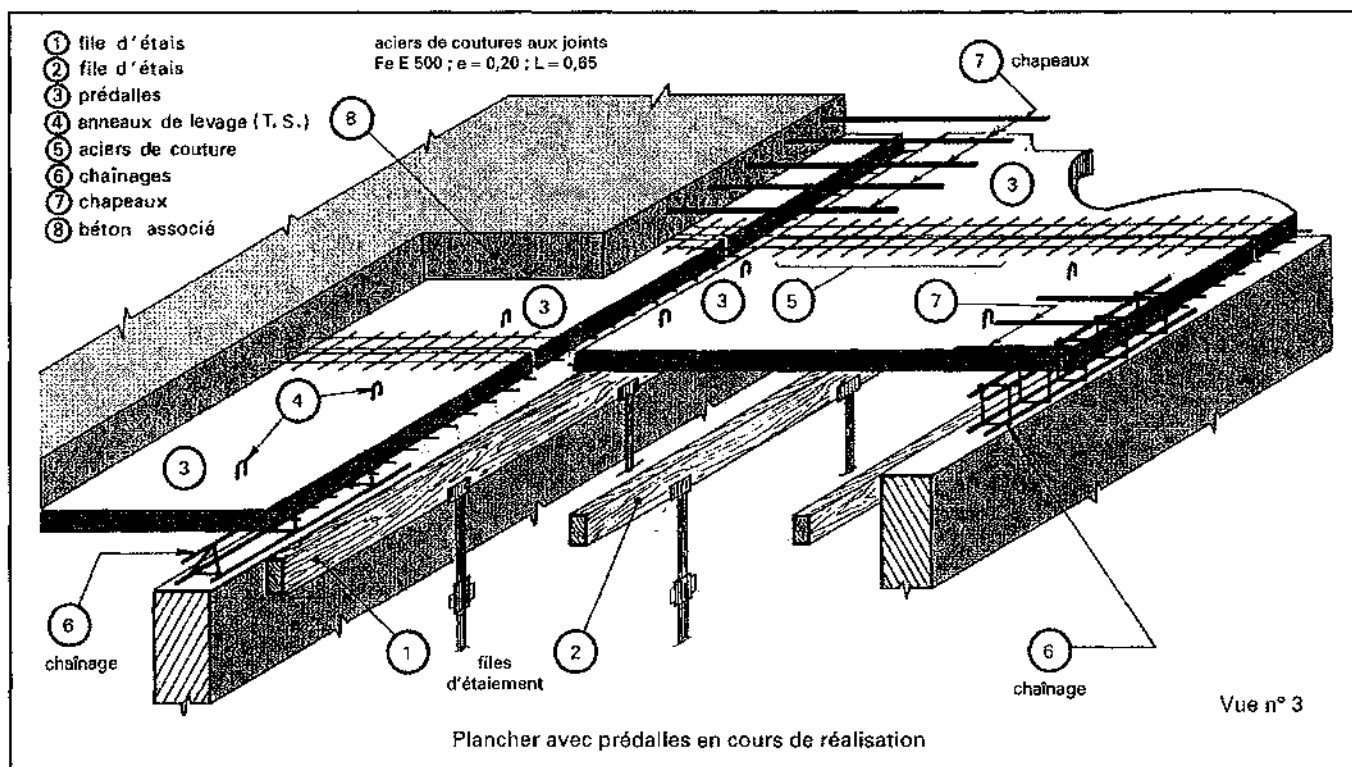 ① file d'étais
② file d'étais
③ prédalles
④ anneaux de levage (T. S.)
⑤ aciers de couture
⑥ chaînages
⑦ chapeaux
⑧ béton associé
aciers de coutures aux joints
Fe E 500 ; e = 0,20 ; L = 0,65
⑦ chapeaux
⑧
③
③
③
⑤
⑦
④
③
⑥
chaînage
①
files
d'étaiement
②
⑥
chaînage
Vue n° 3
Plancher avec prédalles en cours de réalisation